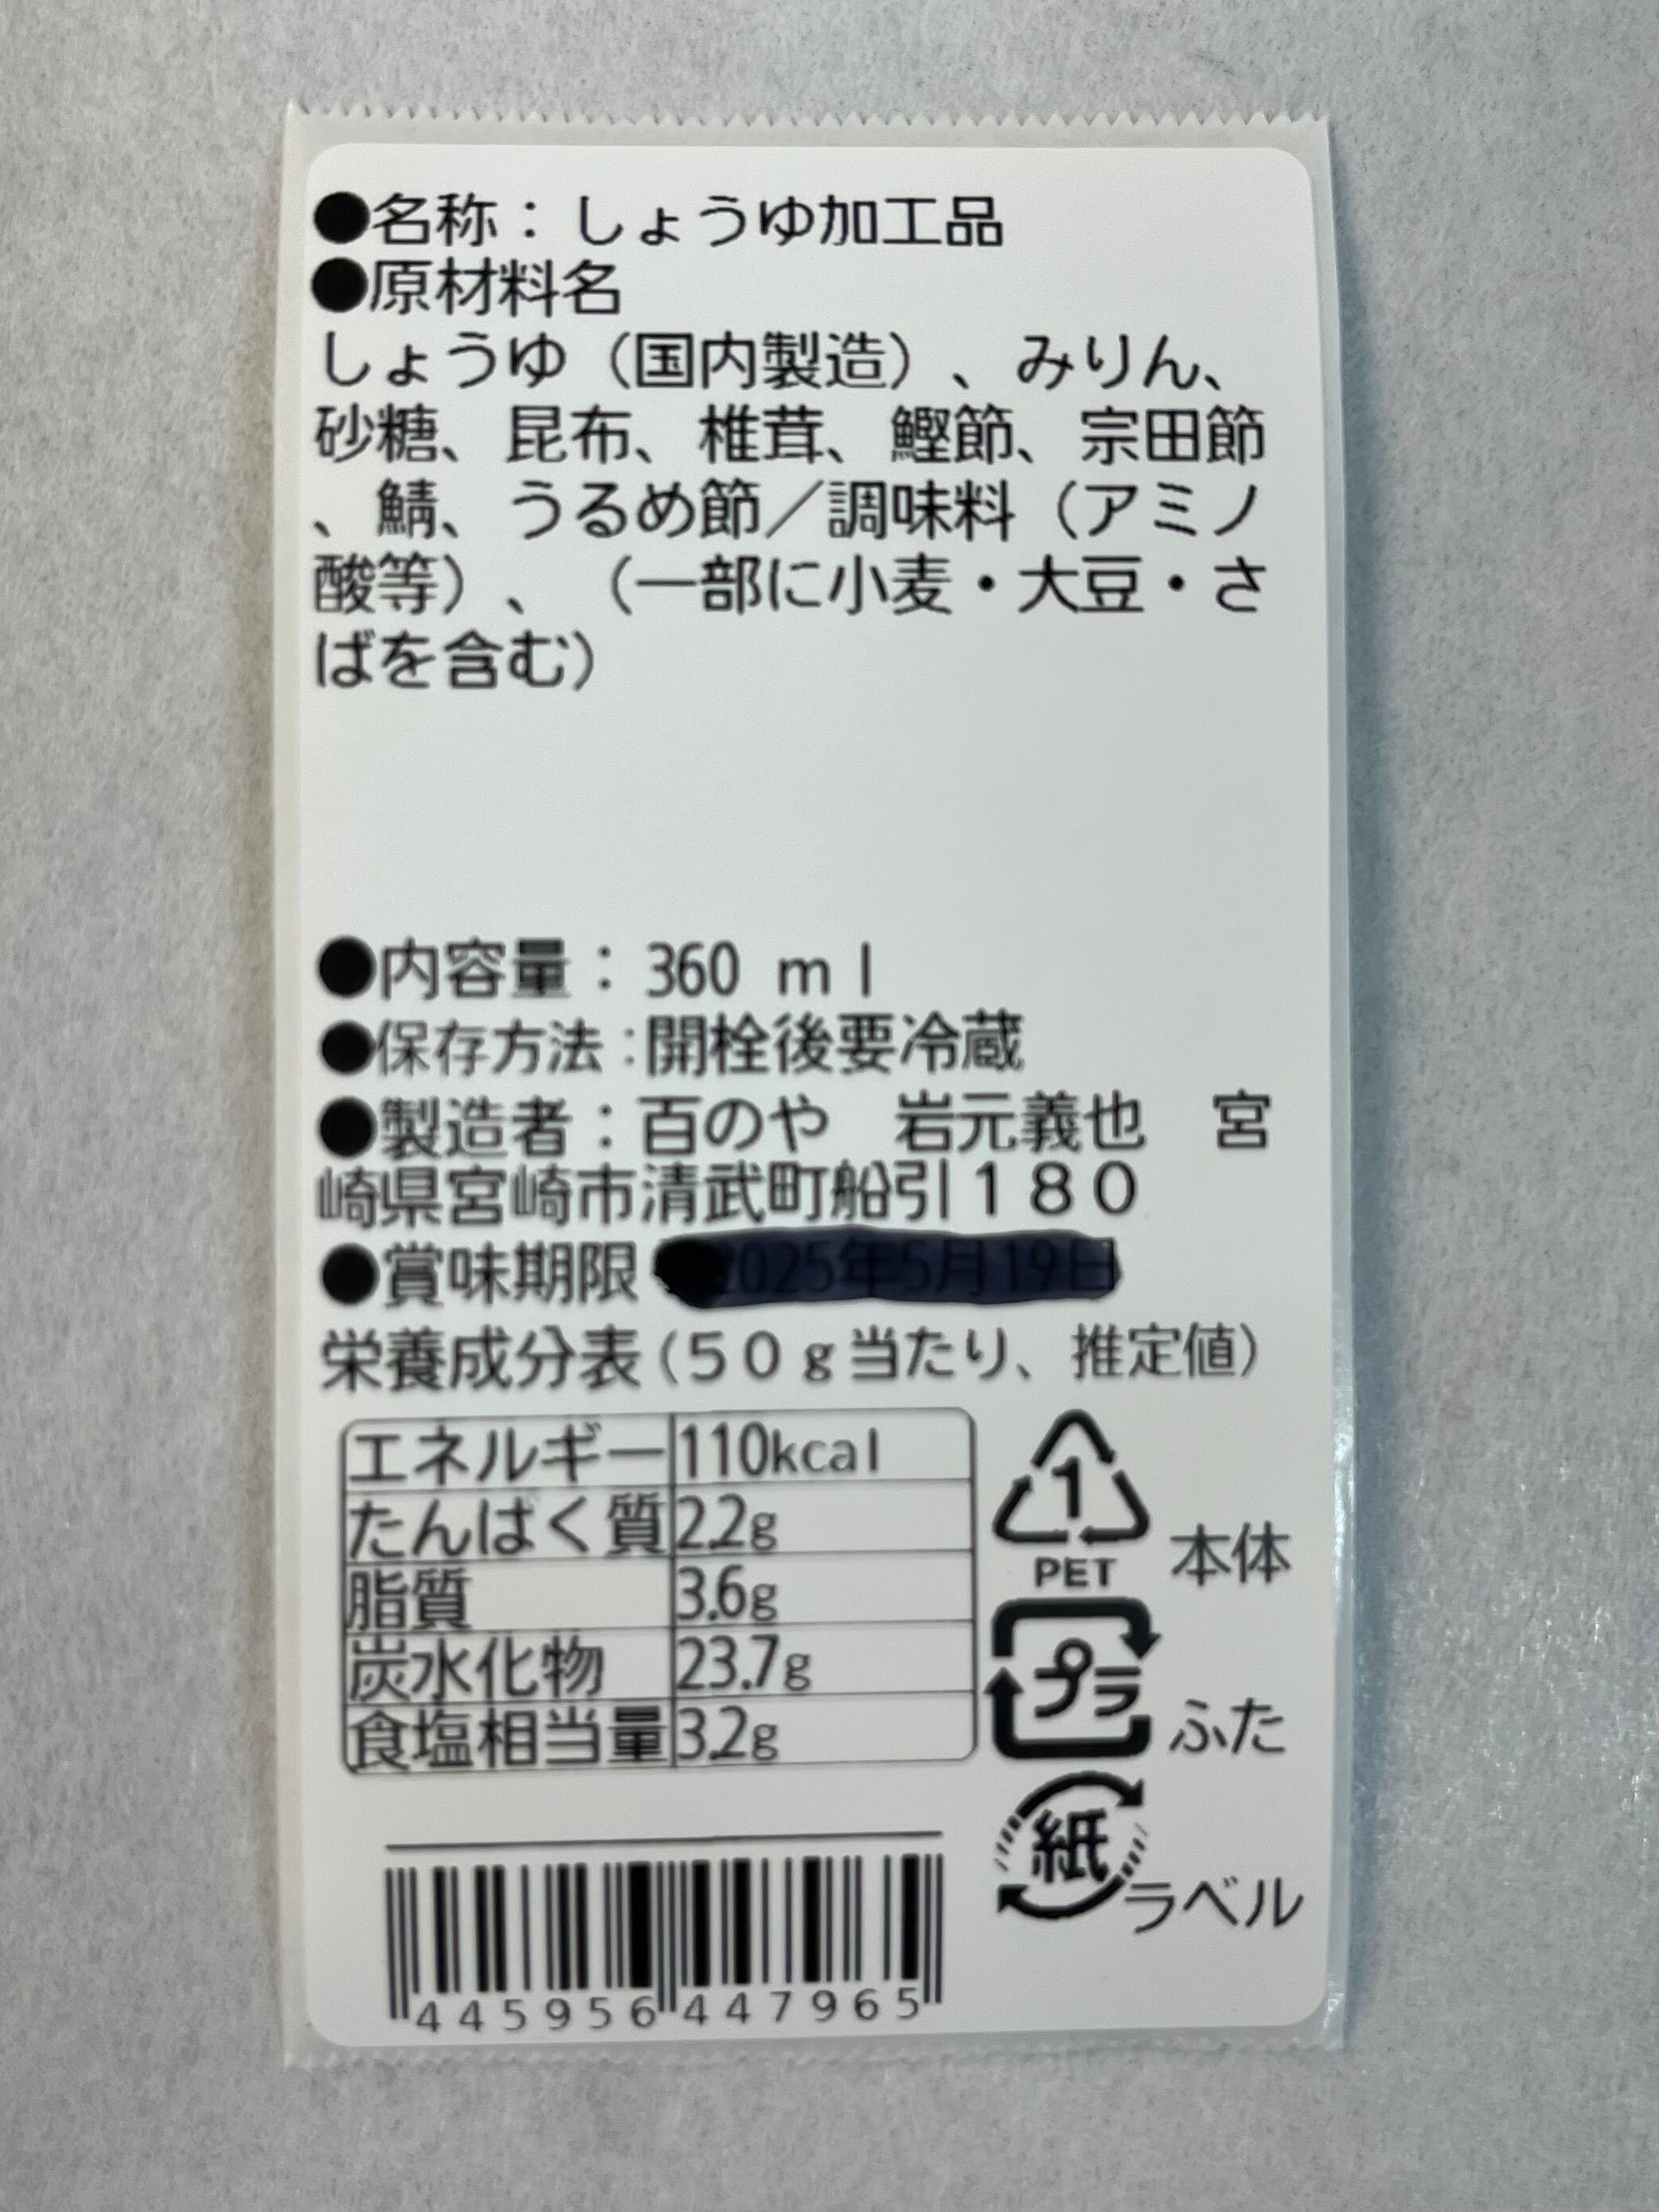 ●名称：しょうゆ加工品
●原材料名
しょうゆ（国内製造）、みりん、
砂糖、昆布、椎茸、鰹節、宗田節
、鯖、うるめ節／調味料（アミノ
酸等）、（一部に小麦・大豆・さ
ばを含む）
●内容量：360 ml
●保存方法：開栓後要冷蔵
●製造者：百のや　岩元義也　宮
崎県宮崎市清武町船引１８０
●賞味期限 2025年5月19日
栄養成分表（５０ｇ当たり、推定値）
エネルギー 110kcal
たんぱく質 2.2g
脂質 3.6g
炭水化物 23.7g
食塩相当量 3.2g
1
PET 本体
プラ ふた
紙 ラベル
445956 447965